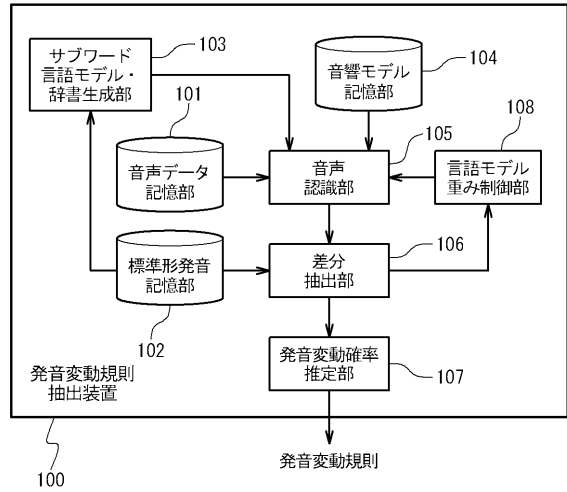 サブワード
言語モデル・
辞書生成部
103
音響モデル
記憶部
104
101
音声データ
記憶部
音声
認識部
105
108
言語モデル
重み制御部
標準形発音
記憶部
102
差分
抽出部
106
発音変動確率
推定部
107
発音変動規則
抽出装置
100
発音変動規則